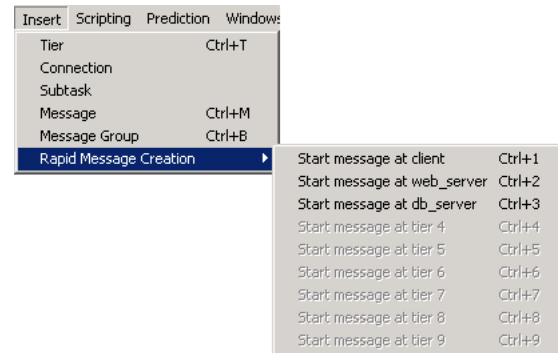 Insert Scripting Prediction Windows
Tier Ctrl+T
Connection
Subtask
Message Ctrl+M
Message Group Ctrl+B
Rapid Message Creation
Start message at client Ctrl+1
Start message at web_server Ctrl+2
Start message at db_server Ctrl+3
Start message at tier 4 Ctrl+4
Start message at tier 5 Ctrl+5
Start message at tier 6 Ctrl+6
Start message at tier 7 Ctrl+7
Start message at tier 8 Ctrl+8
Start message at tier 9 Ctrl+9